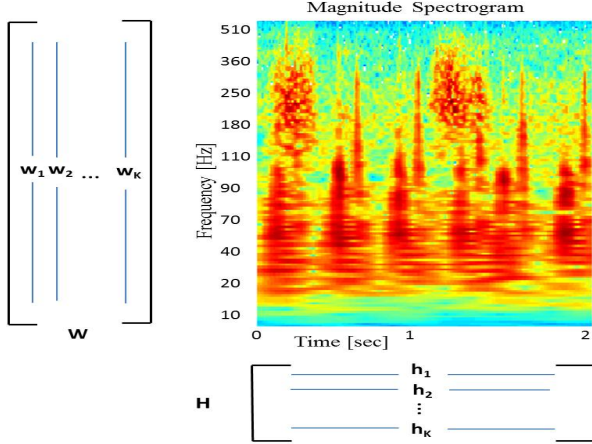 Magnitude Spectrogram
510
360
250
180
110
90
70
40
20
10
Frequency [Hz]
0
1
2
Time [sec]
w1 w2 ... wK
W
H
h1
h2
⋮
hK